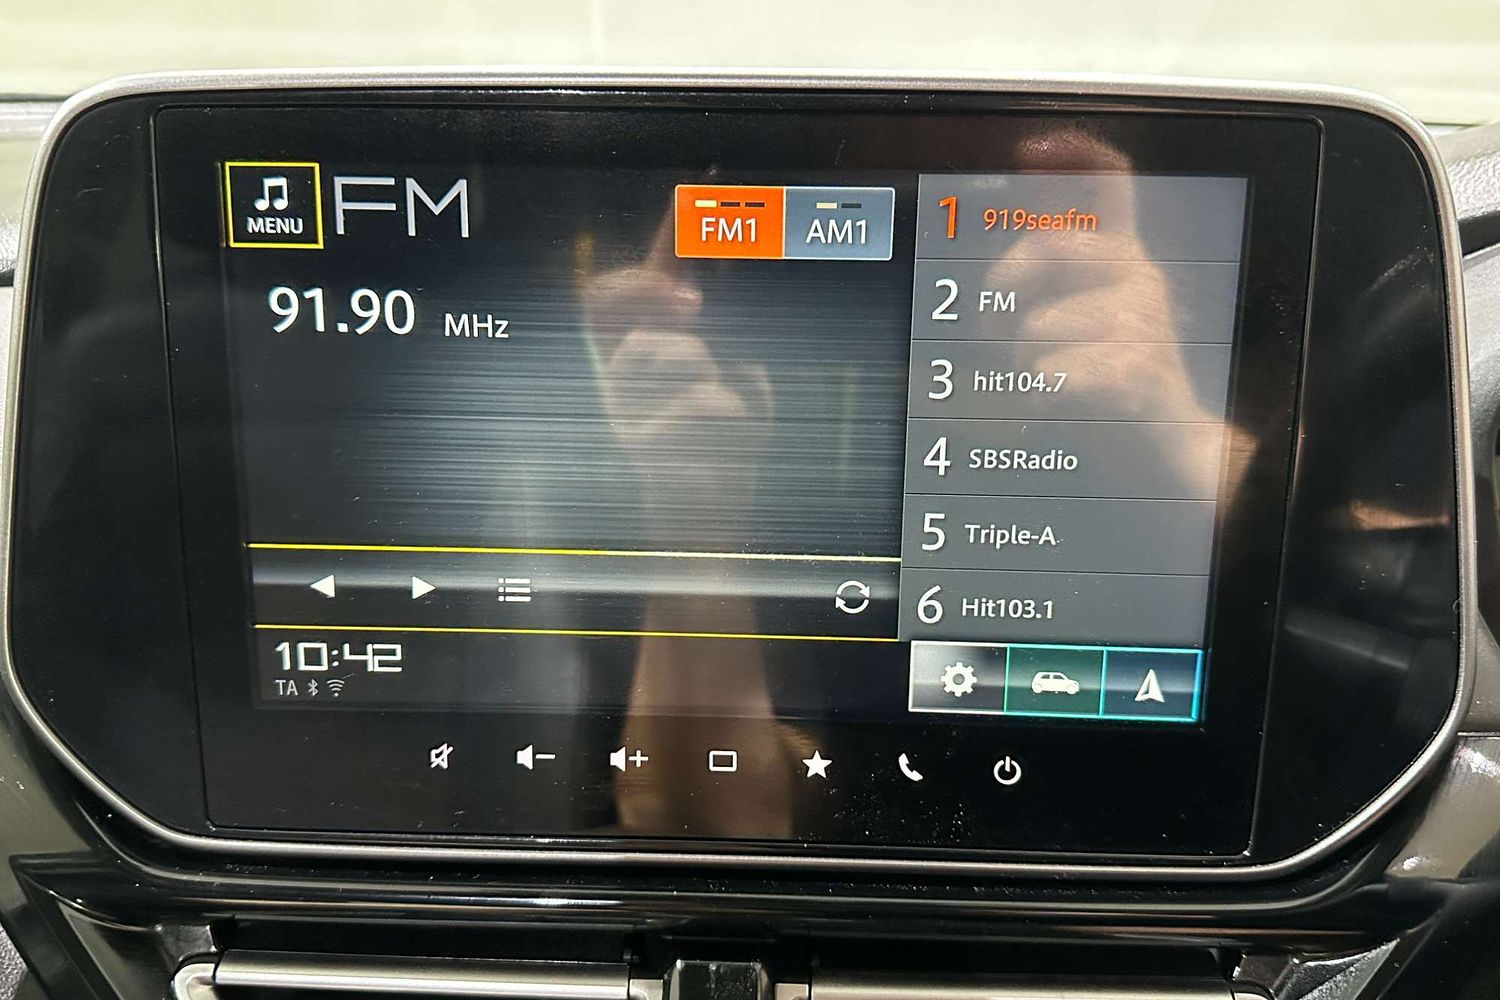 MENU
FM
FM1
AM1
91.90 MHz
1 919seafm
2 FM
3 hit104.7
4 SBSRadio
5 Triple-A
6 Hit103.1
10:42
TA